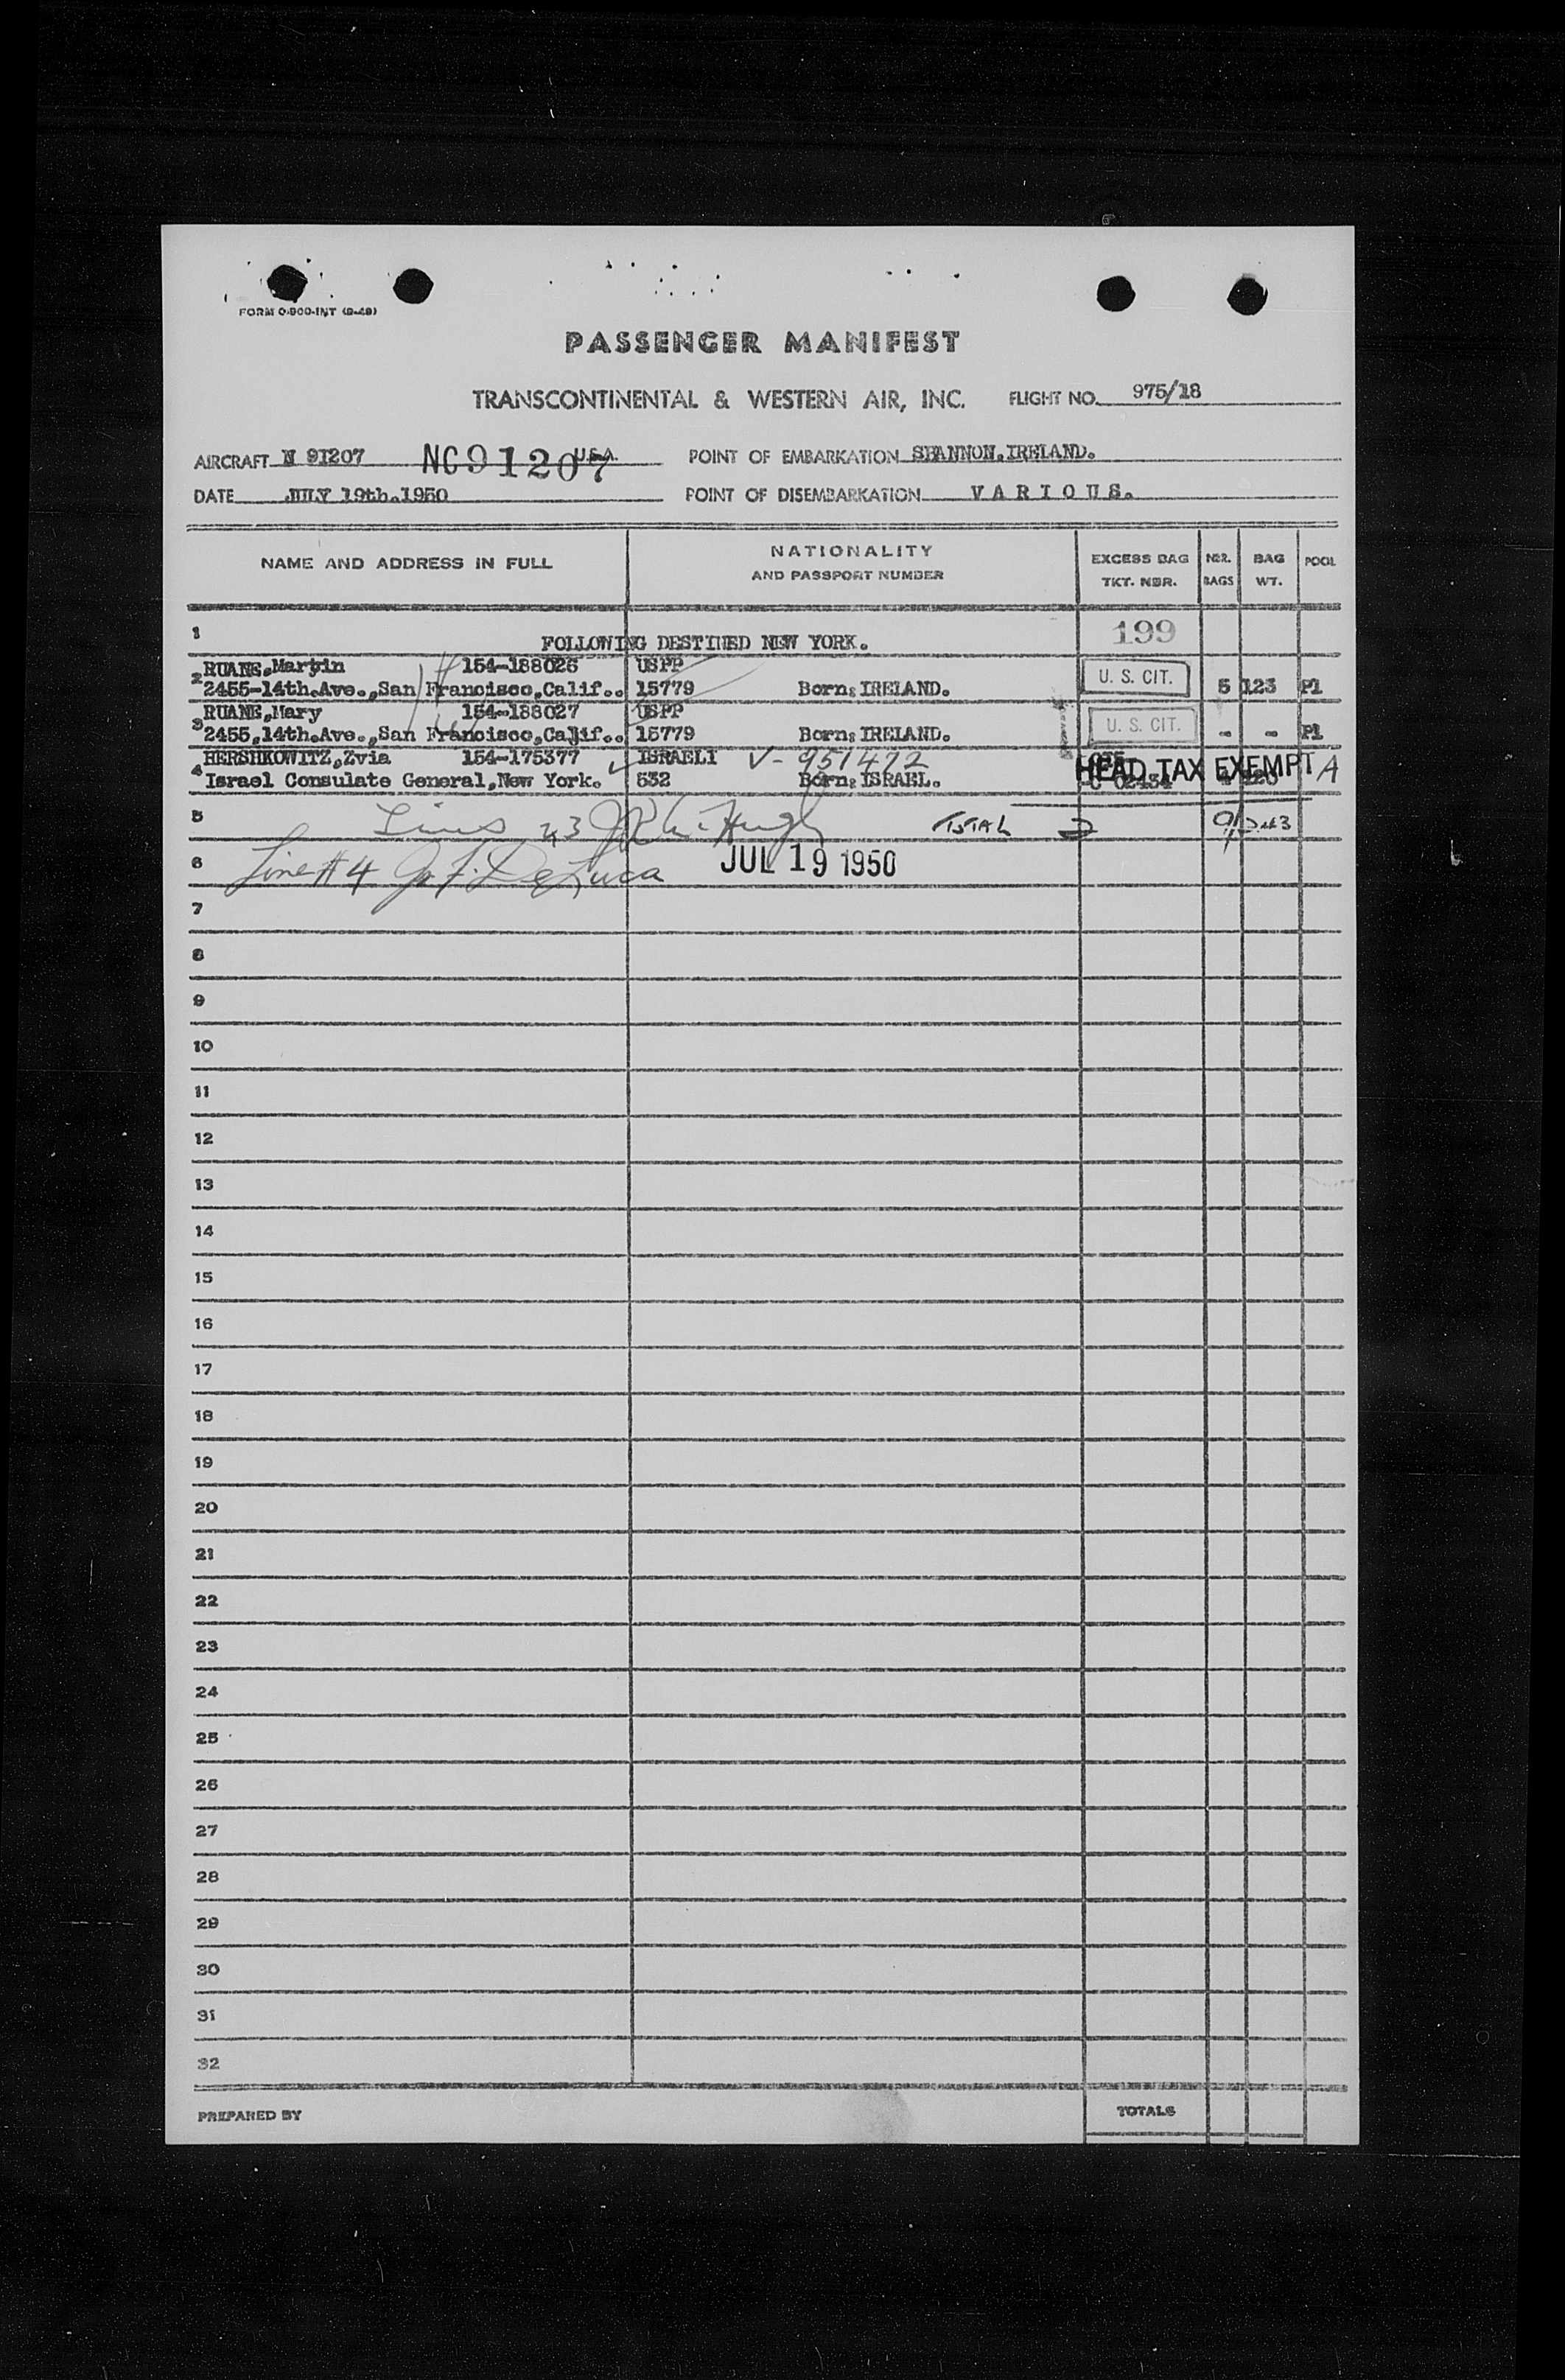 FORM O-900-INT (9-49)
PASSENGER MANIFEST
TRANSCONTINENTAL & WESTERN AIR, INC. FLIGHT NO. 975/18
AIRCRAFT N 91207 NC91207 U.S.A. POINT OF EMBARKATION SHANNON.IRELAND.
DATE JULY 19th.1950 POINT OF DISEMBARKATION VARIOUS.
NAME AND ADDRESS IN FULL NATIONALITY AND PASSPORT NUMBER EXCESS BAG TKT. NBR. NBR. BAGS BAG WT. POOL
1 FOLLOWING DESTINED NEW YORK. 199
RUANE,Martin 154-188026 USPP U. S. CIT.
2 2455-14th.Ave.,San Francisco,Calif.. 15779 Born: IRELAND. 5 123 P1
RUANE,Mary 154-188027 USPP U. S. CIT.
3 2455,14th.Ave.,San Francisco,Calif.. 15779 Born: IRELAND. - - P1
HERSHKOWITZ,Zvia 154-175377 ISRAELI V-951472 HEAD TAX EXEMPT A
4 Israel Consulate General,New York. 532 Born: ISRAEL.
5 Lines 2,3 TOTAL 9
6 Line #4 DeLuca JUL 19 1950
7
8
9
10
11
12
13
14
15
16
17
18
19
20
21
22
23
24
25
26
27
28
29
30
31
32
PREPARED BY TOTALS